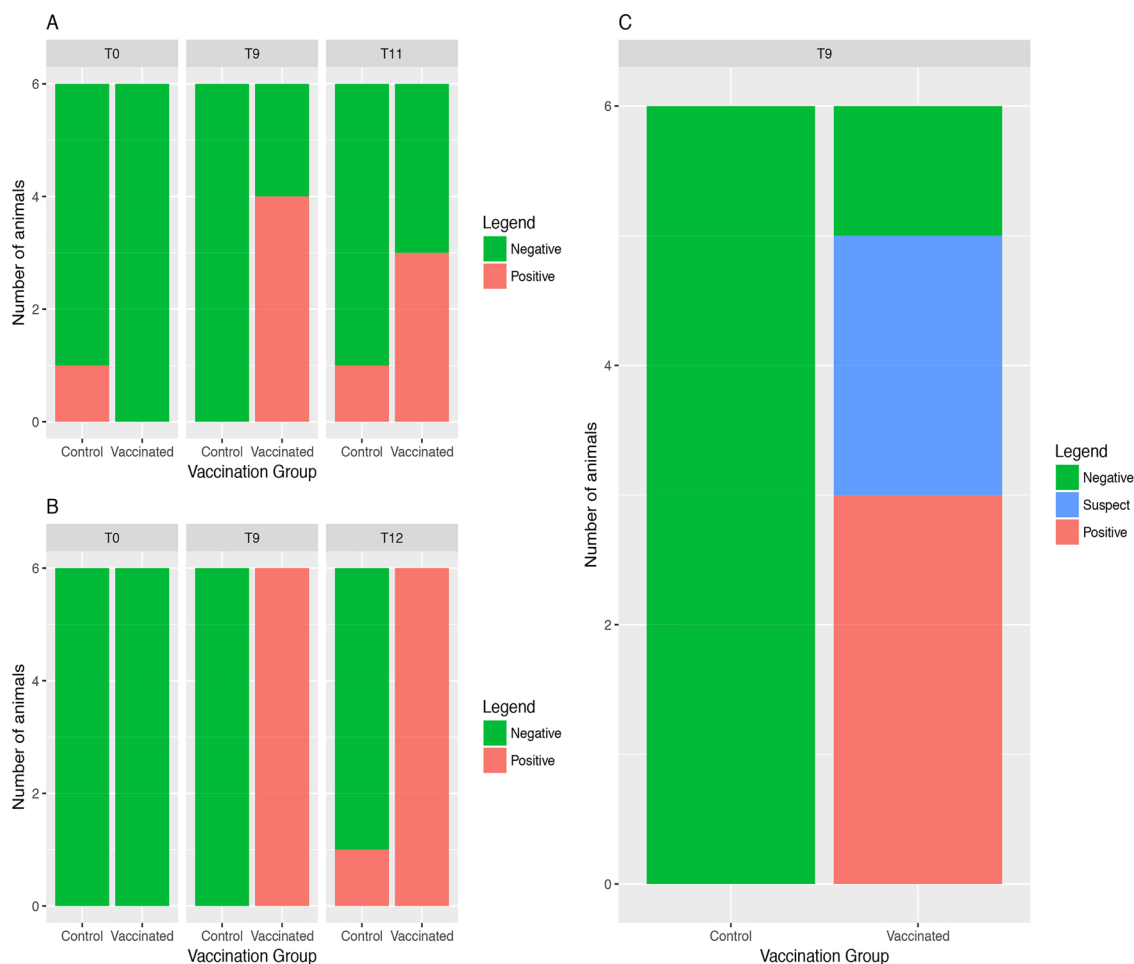 A
T0 T9 T11
6
4
2
0
Number of animals
Control Vaccinated Control Vaccinated Control Vaccinated
Vaccination Group
Legend
Negative
Positive
B
T0 T9 T12
6
4
2
0
Number of animals
Control Vaccinated Control Vaccinated Control Vaccinated
Vaccination Group
Legend
Negative
Positive
C
T9
6
4
2
0
Number of animals
Control Vaccinated
Vaccination Group
Legend
Negative
Suspect
Positive